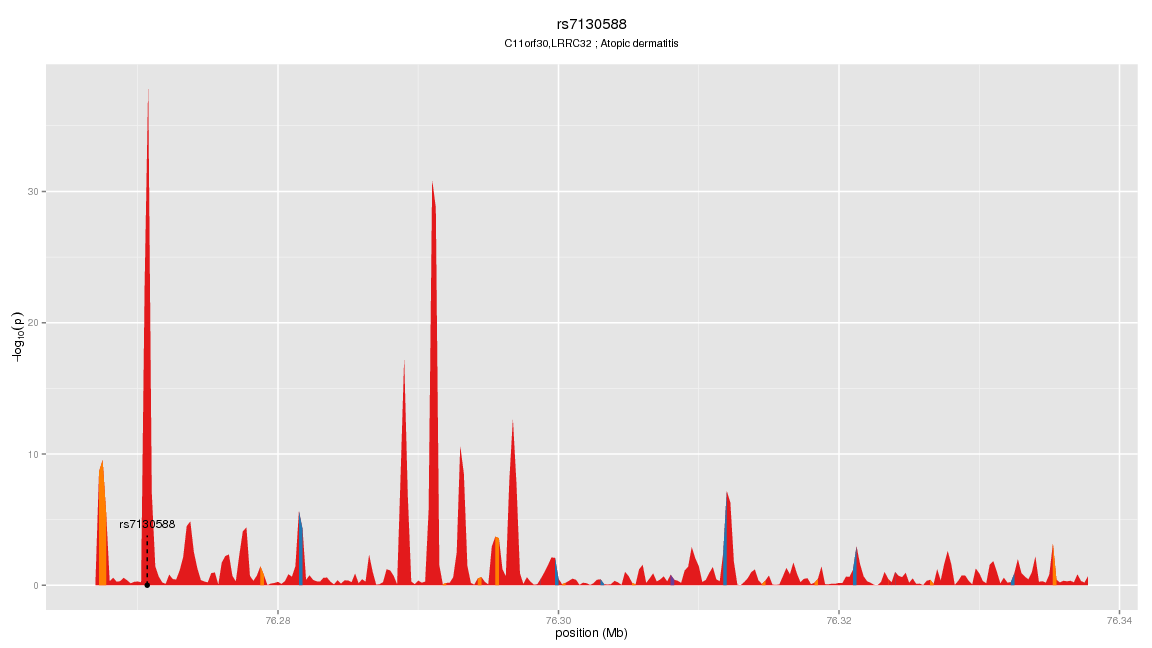 rs7130588
C11orf30,LRRC32 ; Atopic dermatitis
30
20
10
0
−log10(p)
rs7130588
76.28
76.30
76.32
76.34
position (Mb)